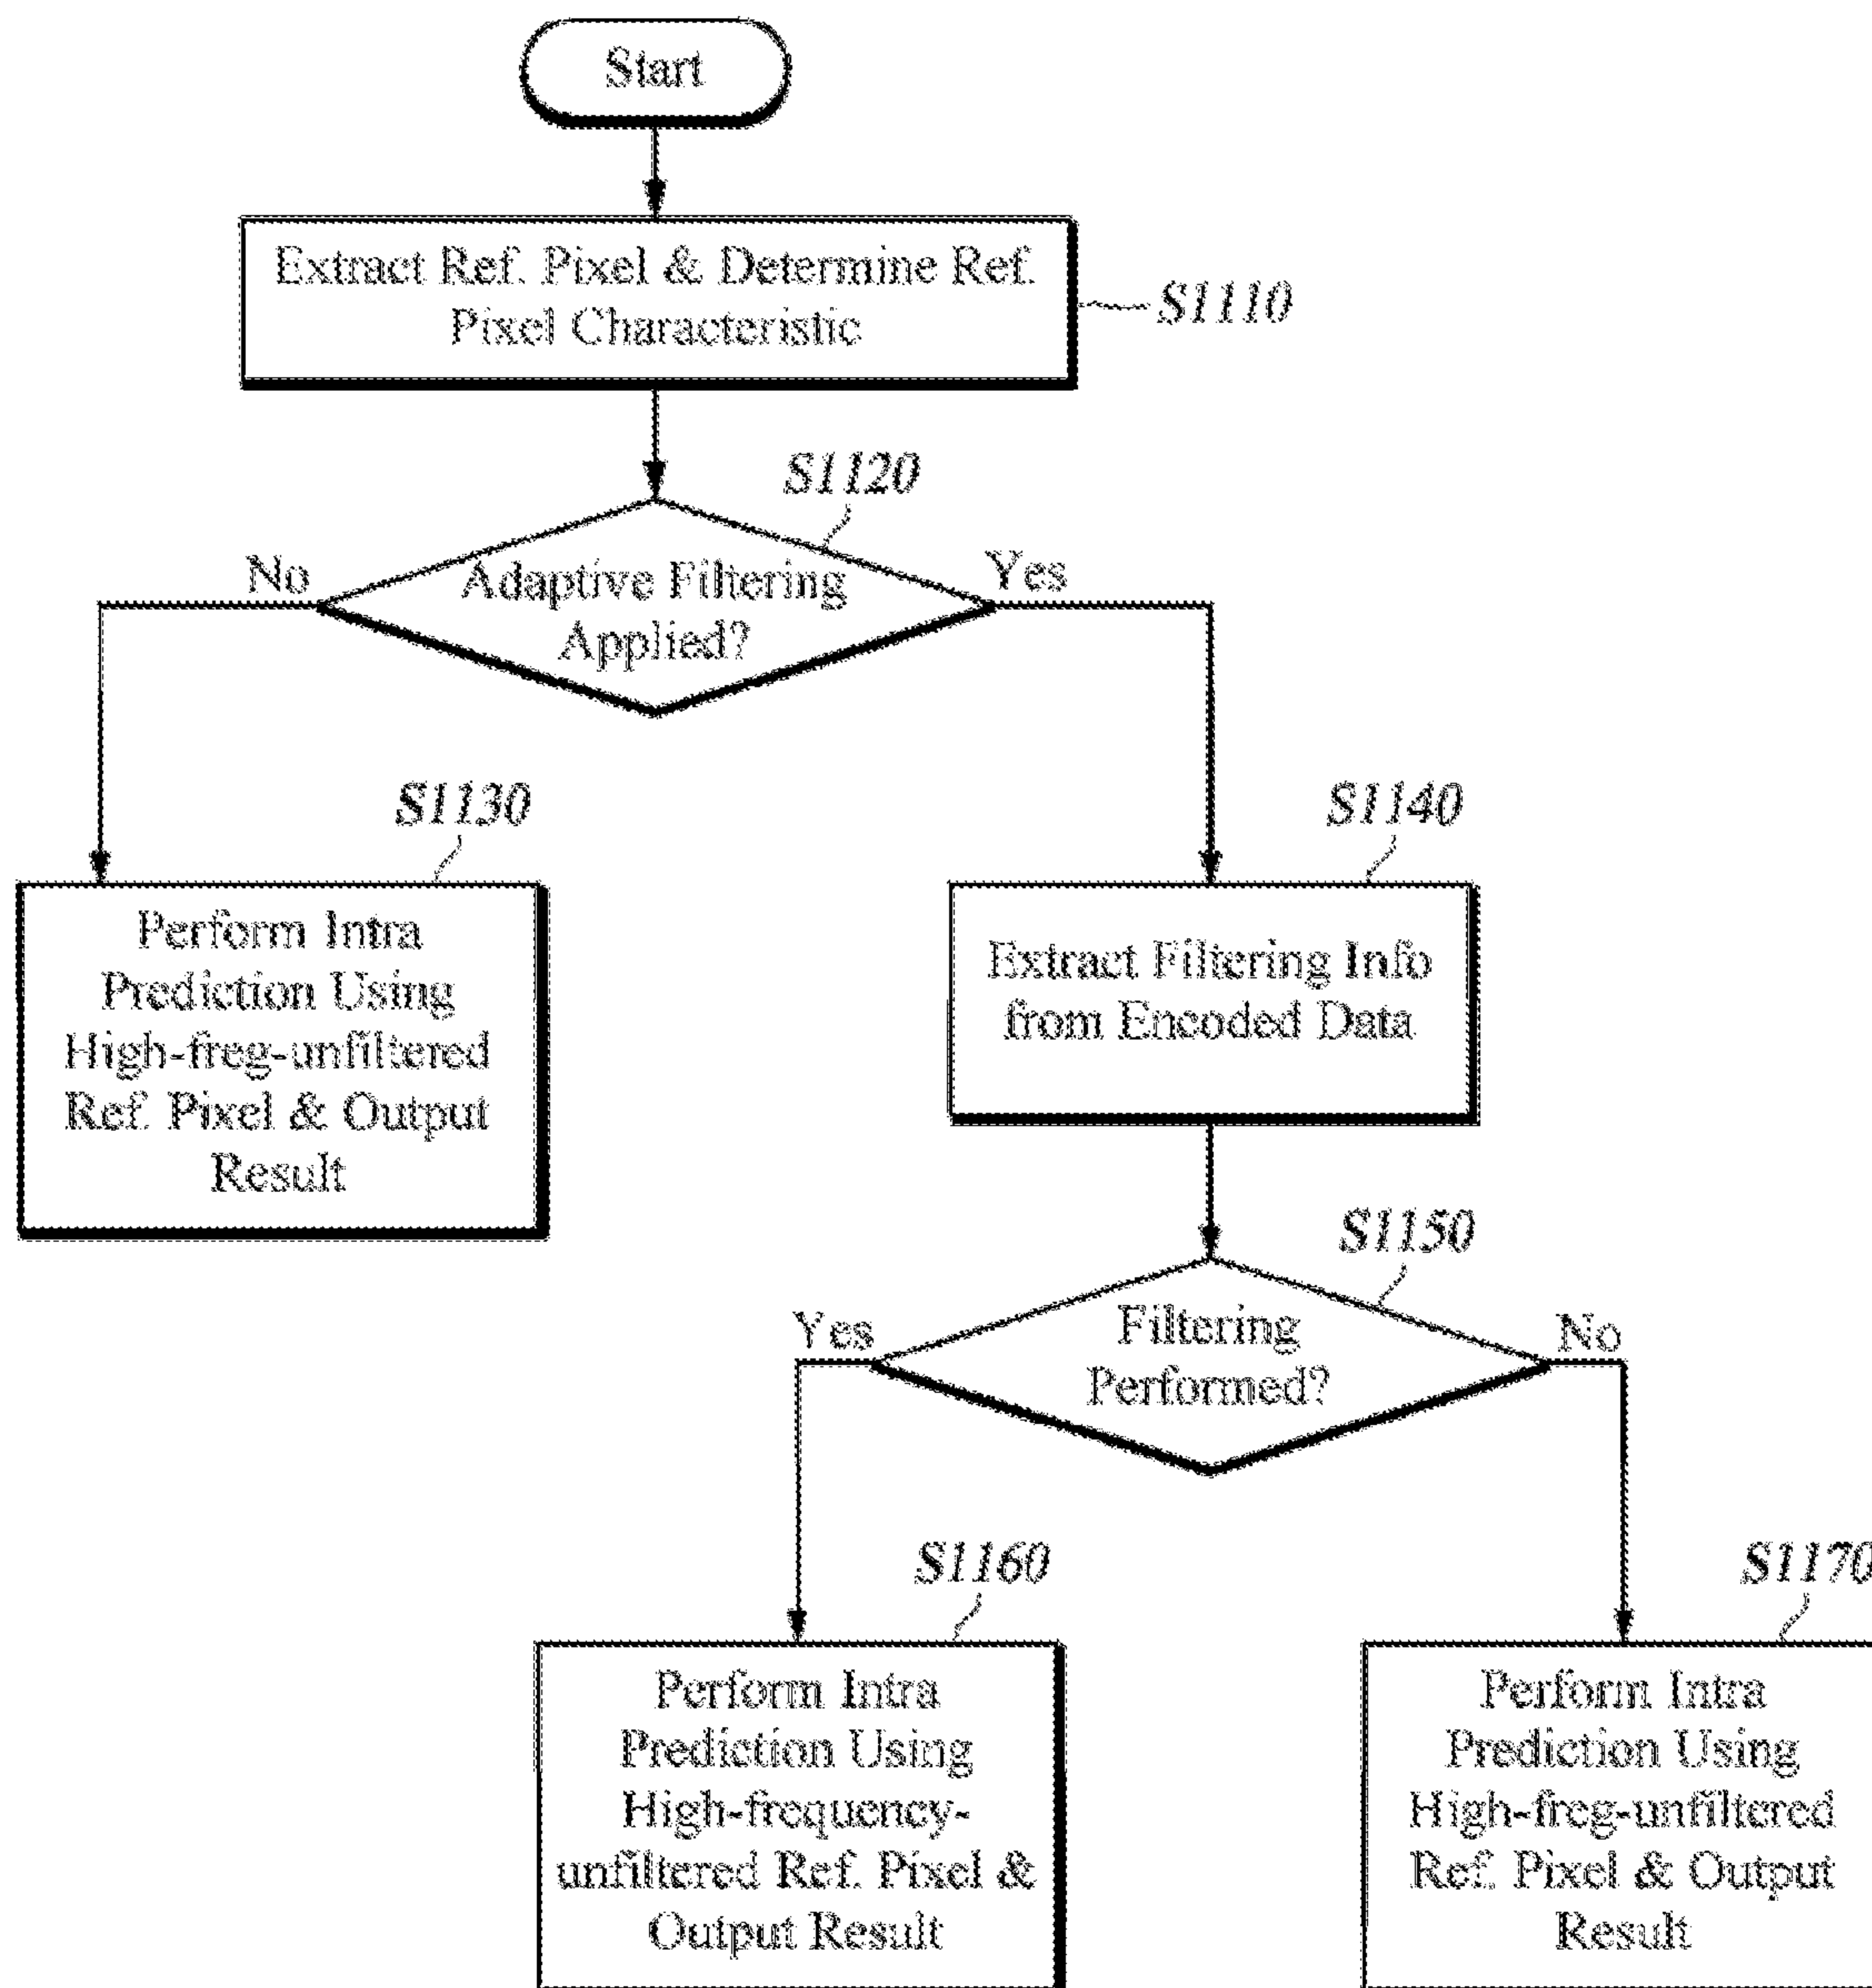 Start
Extract Ref. Pixel & Determine Ref.
Pixel Characteristic
S1110
S1120
No
Adaptive Filtering
Applied?
Yes
S1130
Perform Intra
Prediction Using
High-freg-unfiltered
Ref. Pixel & Output
Result
S1140
Extract Filtering Info
from Encoded Data
S1150
Yes
Filtering
Performed?
No
S1160
Perform Intra
Prediction Using
High-frequency-
unfiltered Ref. Pixel &
Output Result
S1170
Perform Intra
Prediction Using
High-freg-unfiltered
Ref. Pixel & Output
Result